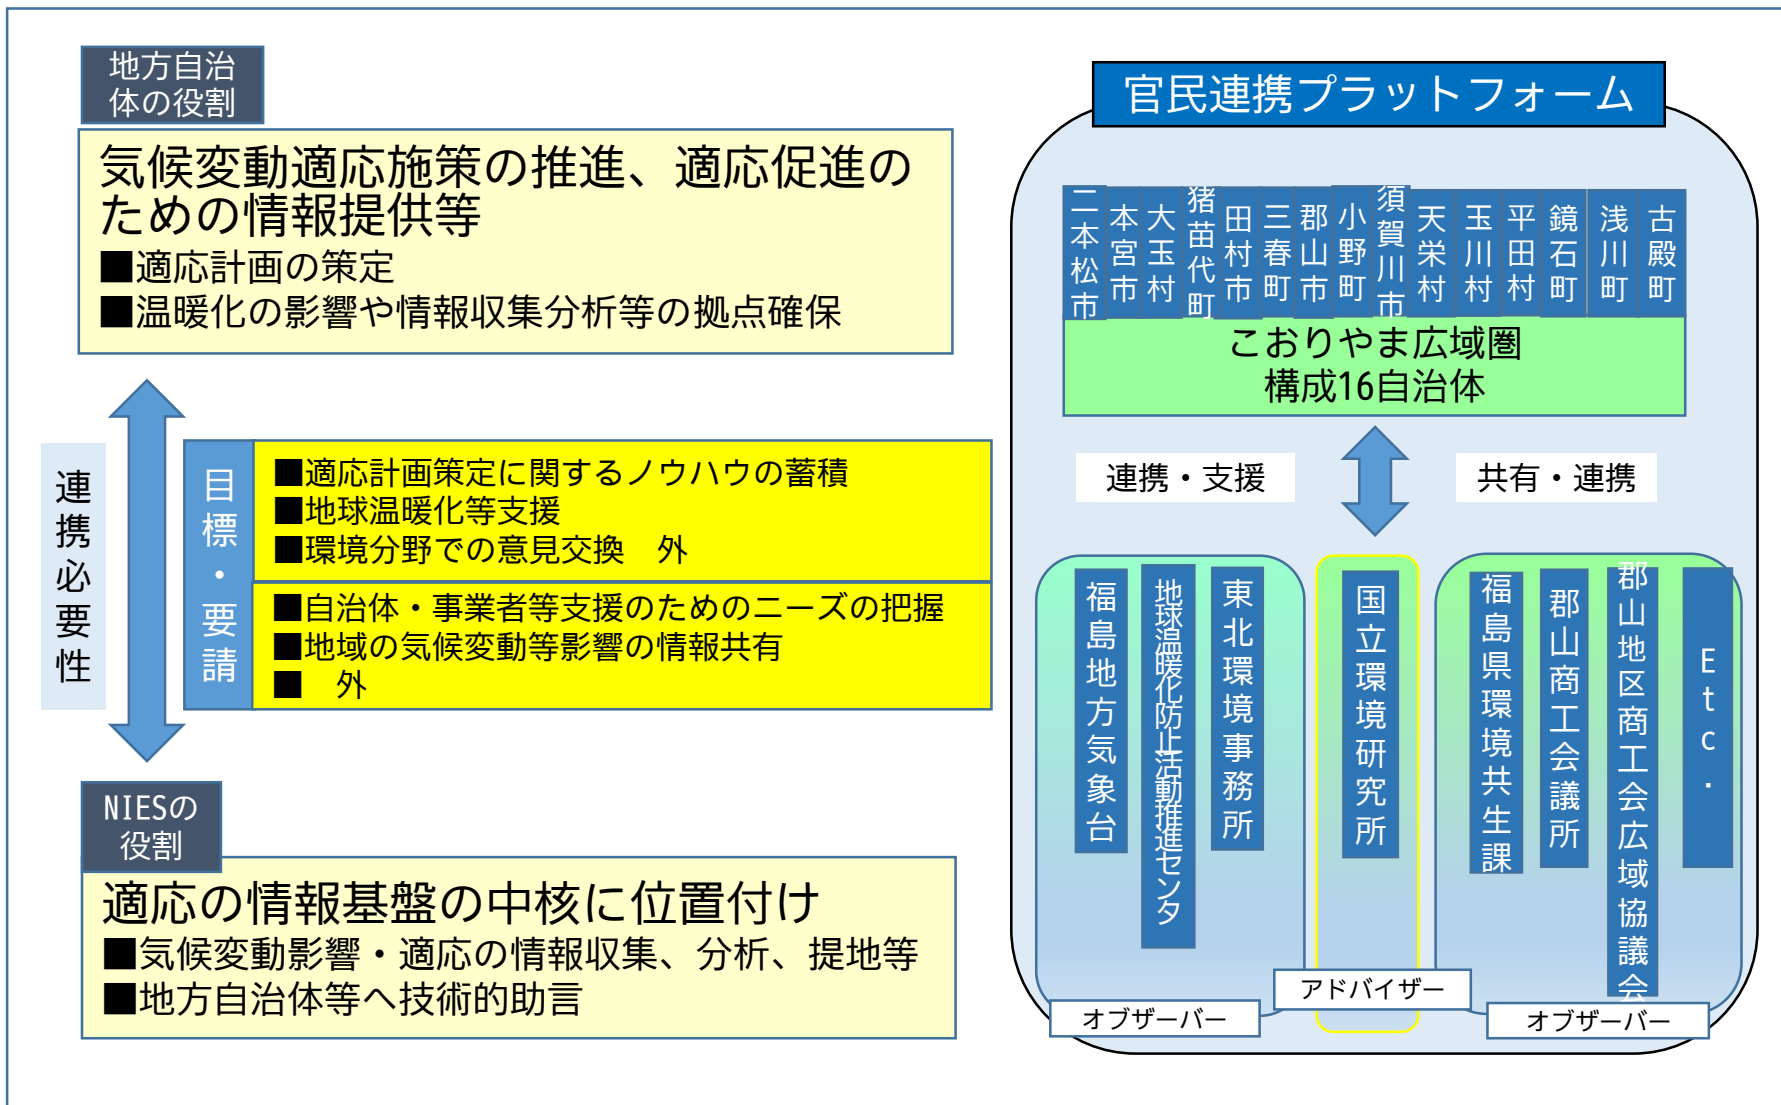 地方自治
体の役割
気候変動適応施策の推進、適応促進の
ための情報提供等
■適応計画の策定
■温暖化の影響や情報収集分析等の拠点確保
連携必要性
目標・要請
■適応計画策定に関するノウハウの蓄積
■地球温暖化等支援
■環境分野での意見交換　外
■自治体・事業者等支援のためのニーズの把握
■地域の気候変動等影響の情報共有
■　外
NIESの
役割
適応の情報基盤の中核に位置付け
■気候変動影響・適応の情報収集、分析、提地等
■地方自治体等へ技術的助言
官民連携プラットフォーム
二本松市
本宮市
大玉村
猪苗代町
田村市
三春町
郡山市
小野町
須賀川市
天栄村
玉川村
平田村
鏡石町
浅川町
古殿町
こおりやま広域圏
構成16自治体
連携・支援
共有・連携
福島地方気象台
地球温暖化防止活動推進センタ
東北環境事務所
国立環境研究所
福島県環境共生課
郡山商工会議所
郡山地区商工会広域協議会
Etc.
オブザーバー
アドバイザー
オブザーバー